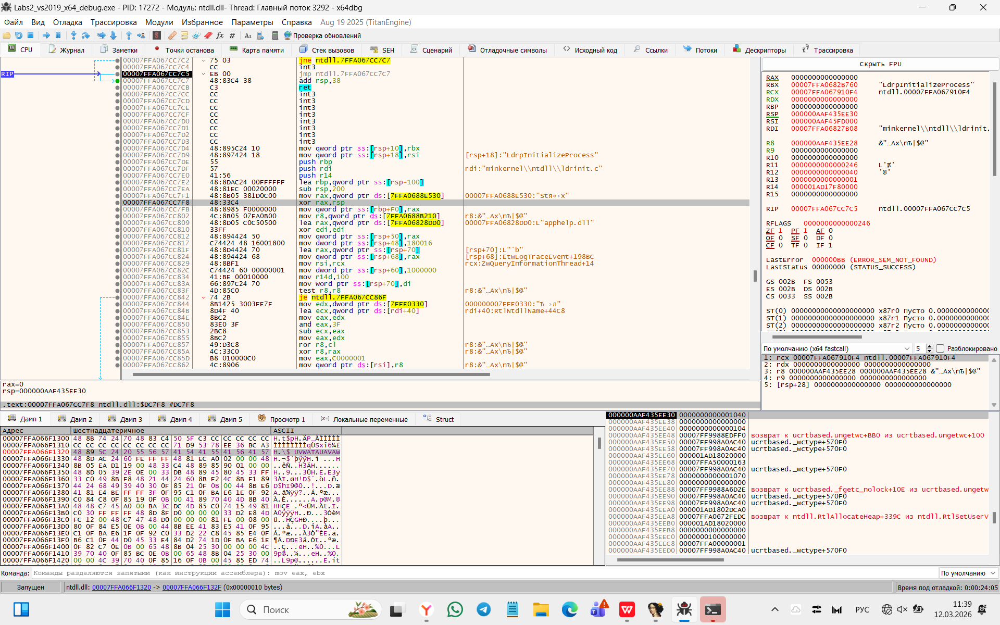 Labs2_vs2019_x64_debug.exe - PID: 17272 - Модуль: ntdll.dll- Thread: Главный поток 3292 - x64dbg
Файл Вид Отладка Трассировка Модули Избранное Параметры Справка Aug 19 2025 (TitanEngine)
Проверка обновлений
CPU Журнал Заметки Точки останова Карта памяти Стек вызовов SEH Сценарий Отладочные символы Исходный код Ссылки Потоки Дескрипторы Трассировка
RIP
00007FFA067CC7C2 75 03 jne ntdll.7FFA067CC7C7
00007FFA067CC7C4 CC int3
00007FFA067CC7C5 EB 00 jmp ntdll.7FFA067CC7C7
00007FFA067CC7C7 48:83C4 38 add rsp,38
00007FFA067CC7CB C3 ret
00007FFA067CC7CC CC int3
00007FFA067CC7CD CC int3
00007FFA067CC7CE CC int3
00007FFA067CC7CF CC int3
00007FFA067CC7D0 CC int3
00007FFA067CC7D1 CC int3
00007FFA067CC7D2 CC int3
00007FFA067CC7D3 CC int3
00007FFA067CC7D4 48:895C24 10 mov qword ptr ss:[rsp+10],rbx
00007FFA067CC7D9 48:897424 18 mov qword ptr ss:[rsp+18],rsi [rsp+18]:"LdrpInitializeProcess"
00007FFA067CC7DE 55 push rbp
00007FFA067CC7DF 57 push rdi rdi:"minkernel\\ntdll\\ldrinit.c"
00007FFA067CC7E0 41:56 push r14
00007FFA067CC7E2 48:8DAC24 00FFFFFF lea rbp,qword ptr ss:[rsp-100]
00007FFA067CC7EA 48:81EC 00020000 sub rsp,200
00007FFA067CC7F1 48:8B05 381D0C00 mov rax,qword ptr ds:[7FFA0688E530] 00007FFA0688E530:"Stя«›x"
00007FFA067CC7F8 48:33C4 xor rax,rsp
00007FFA067CC7FB 48:8985 F0000000 mov qword ptr ss:[rbp+F0],rax
00007FFA067CC802 4C:8B05 07EA0B00 mov r8,qword ptr ds:[7FFA0688B210] r8:&"…Ax\nЂ|$@"
00007FFA067CC809 48:8D05 C0C50500 lea rax,qword ptr ds:[7FFA06828DD0] 00007FFA06828DD0:L"apphelp.dll"
00007FFA067CC810 33FF xor edi,edi
00007FFA067CC812 48:894424 50 mov qword ptr ss:[rsp+50],rax
00007FFA067CC817 C74424 48 16001800 mov dword ptr ss:[rsp+48],180016
00007FFA067CC81F 48:8D4424 70 lea rax,qword ptr ss:[rsp+70] [rsp+70]:L"`b"
00007FFA067CC824 48:894424 68 mov qword ptr ss:[rsp+68],rax [rsp+68]:EtwLogTraceEvent+198BC
00007FFA067CC829 48:8BF1 mov rsi,rcx rcx:ZwQueryInformationThread+14
00007FFA067CC82C C74424 60 00000001 mov dword ptr ss:[rsp+60],1000000
00007FFA067CC834 41:BE 00010000 mov r14d,100
00007FFA067CC83A 66:897C24 70 mov word ptr ss:[rsp+70],di
00007FFA067CC83F 4D:85C0 test r8,r8 r8:&"…Ax\nЂ|$@"
00007FFA067CC842 74 2B je ntdll.7FFA067CC86F
00007FFA067CC844 8B1425 3003FE7F mov edx,dword ptr ds:[7FFE0330] 000000007FFE0330:"Ђ ›л"
00007FFA067CC84B 8D4F 40 lea ecx,qword ptr ds:[rdi+40] rdi+40:RtlNtdllName+44C8
00007FFA067CC84E 8BC2 mov eax,edx
00007FFA067CC850 83E0 3F and eax,3F
00007FFA067CC853 2BC8 sub ecx,eax
00007FFA067CC855 8BC2 mov eax,edx
00007FFA067CC857 49:D3C8 ror r8,cl r8:&"…Ax\nЂ|$@"
00007FFA067CC85A 4C:33C0 xor r8,rax r8:&"…Ax\nЂ|$@"
00007FFA067CC85D B8 010000C0 mov eax,C0000001
00007FFA067CC862 4C:8906 mov qword ptr ds:[rsi],r8 r8:&"…Ax\nЂ|$@"
Скрыть FPU
RAX 0000000000000000
RBX 00007FFA0682B760 "LdrpInitializeProcess"
RCX 00007FFA067910F4 ntdll.00007FFA067910F4
RDX 0000000000000000
RBP 0000000000000000
RSP 000000AAF435EE30
RSI 000000AAF45FD000
RDI 00007FFA06827B08 "minkernel\\ntdll\\ldrinit.
R8 000000AAF435EE28 &"…Ax\nЂ|$@"
R9 0000000000000000
R10 0000000000000000
R11 0000000000000246
R12 0000000000000040 '@'
R13 0000000000000001
R14 000001AD17F80000
R15 0000000000000000
RIP 00007FFA067CC7C5 ntdll.00007FFA067CC7C5
RFLAGS 0000000000000246
ZF 1 PF 1 AF 0
OF 0 SF 0 DF 0
CF 0 TF 0 IF 1
LastError 000000BB (ERROR_SEM_NOT_FOUND)
LastStatus 00000000 (STATUS_SUCCESS)
GS 002B FS 0053
ES 002B DS 002B
CS 0033 SS 002B
ST(0) 00000000000000000000 x87r0 Пусто 0.0000000000000
ST(1) 00000000000000000000 x87r1 Пусто 0.0000000000000
ST(2) 00000000000000000000 x87r2 Пусто 0.0000000000000
По умолчанию (x64 fastcall) 5 Разблокировано
1: rcx 00007FFA067910F4 ntdll.00007FFA067910F4
2: rdx 0000000000000000 0000000000000000
3: r8 000000AAF435EE28 000000AAF435EE28 &"…Ax\nЂ|$@"
4: r9 0000000000000000 0000000000000000
5: [rsp+28] 0000000000000000 0000000000000000
rax=0
rsp=000000AAF435EE30
.text:00007FFA067CC7F8 ntdll.dll:$DC7F8 #DC7F8
Дамп 1 Дамп 2 Дамп 3 Дамп 4 Дамп 5 Просмотр 1 Локальные переменные Struct
Адрес Шестнадцатеричное ASCII
00007FFA066F1300 48 8B 74 24 70 48 83 C4 50 5F C3 CC CC CC CC CC H.t$pH.ÄP_ÃÌÌÌÌÌ
00007FFA066F1310 CC CC CC CC CC CC CC CC 71 D9 53 78 EE 36 BC A3 ÌÌÌÌÌÌÌÌqÙSxî6¼£
00007FFA066F1320 48 89 5C 24 20 55 56 57 41 54 41 55 41 56 41 57 H.\$ UVWATAUAVAW
00007FFA066F1330 48 8D AC 24 60 FE FF FF 48 81 EC A0 02 00 00 48 H.¬$`þÿÿH.ì ...H
00007FFA066F1340 8B 05 EA D1 19 00 48 33 C4 48 89 85 90 01 00 00 ..êÑ..H3ÄH......
00007FFA066F1350 48 8D 05 39 2E 0E 00 33 DB 48 89 45 80 45 33 FF H..9...3ÛH.E.E3ÿ
00007FFA066F1360 33 C0 49 8B F8 48 21 44 24 60 8B F2 4C 8B F1 89 3ÀI.øH!D$`.òL.ñ.
00007FFA066F1370 44 24 68 49 39 40 30 0F 85 21 0F 0B 00 44 8B E6 D$hI9@0..!...D.æ
00007FFA066F1380 41 81 E4 BE FF FF 3F 0F 95 C1 0F BA E6 1E 0F 92 A.ä¾ÿÿ?..Á.ºæ...
00007FFA066F1390 C0 84 C8 0F 85 19 0F 0B 00 41 89 70 40 4D 8B 40 À.È......A.p@M.@
00007FFA066F13A0 48 48 C7 45 A0 00 BA 3C DC 4D 85 C0 74 15 49 81 HHÇE .º<ÜM.Àt.I.
00007FFA066F13B0 C0 30 FF FF FF 48 8D 8F D0 00 00 00 33 D2 E8 4D À0ÿÿÿH..Ð...3ÒèM
00007FFA066F13C0 FC 12 00 48 C7 47 48 D0 00 00 00 81 FE 00 08 00 ü..HÇGHÐ....þ...
00007FFA066F13D0 80 0F 84 E5 0E 0B 00 44 8B EE 41 83 E5 41 0F 95 ...å...D.îA.åA..
00007FFA066F13E0 C1 0F BA E6 1F 0F 92 C0 33 D2 22 C8 45 85 E4 0F Á.ºæ...À3Ò"ÈE.ä.
00007FFA066F13F0 B6 C1 0F 44 D0 45 33 E4 84 D2 74 1D 0F BA E6 1E ¶Á.DÐE3ä.Òt..ºæ.
00007FFA066F1400 0F 82 C7 0E 0B 00 65 48 8B 04 25 30 00 00 00 4C ..Ç...eH..%0...L
00007FFA066F1410 39 70 40 0F 85 BC 0E 0B 00 65 48 8B 04 25 30 00 9p@..¼...eH..%0.
00007FFA066F1420 00 00 4C 39 70 40 0F 85 16 0F 0B 00 45 85 ED 74 ..L9p@......E.ít
000000AAF435EE30 0000000000001040
000000AAF435EE38 0000000000000000
000000AAF435EE40 0000000000000104
000000AAF435EE48 00007FF9988EDFF0 возврат к ucrtbased.ungetwc+BB0 из ucrtbased.ungetwc+100
000000AAF435EE50 00007FF998A0AC40 ucrtbased._wctype+570F0
000000AAF435EE58 00007FF998A0AC40 ucrtbased._wctype+570F0
000000AAF435EE60 000001AD18020000
000000AAF435EE68 00007FFA50000163
000000AAF435EE70 00007FF998A0AC40 ucrtbased._wctype+570F0
000000AAF435EE78 0000000000001070
000000AAF435EE80 0000000000000000
000000AAF435EE88 00007FF9988A6D2E возврат к ucrtbased._fgetc_nolock+10E из ucrtbased.ungetw
000000AAF435EE90 00007FF998A0AC40 ucrtbased._wctype+570F0
000000AAF435EE98 00007FF998A0AC40 ucrtbased._wctype+570F0
000000AAF435EEA0 000001AD1802DCA0
000000AAF435EEA8 00007FFA0672FEDC возврат к ntdll.RtlAllocateHeap+339C из ntdll.RtlSetUserV
000000AAF435EEB0 000001AD18020000
000000AAF435EEB8 0000000000000000
000000AAF435EEC0 0000000100000000
000000AAF435EEC8 00007FFA00000001
000000AAF435EED0 00007FF998A0AC40 ucrtbased._wctype+570F0
Команда: Команды разделяются запятыми (как инструкции ассемблера): mov eax, ebx По умолчанию
Запущен ntdll.dll: 00007FFA066F1320 -> 00007FFA066F132F (0x00000010 bytes) Время под отладкой: 0:00:24:05
Поиск РУС 11:39
12.03.2026